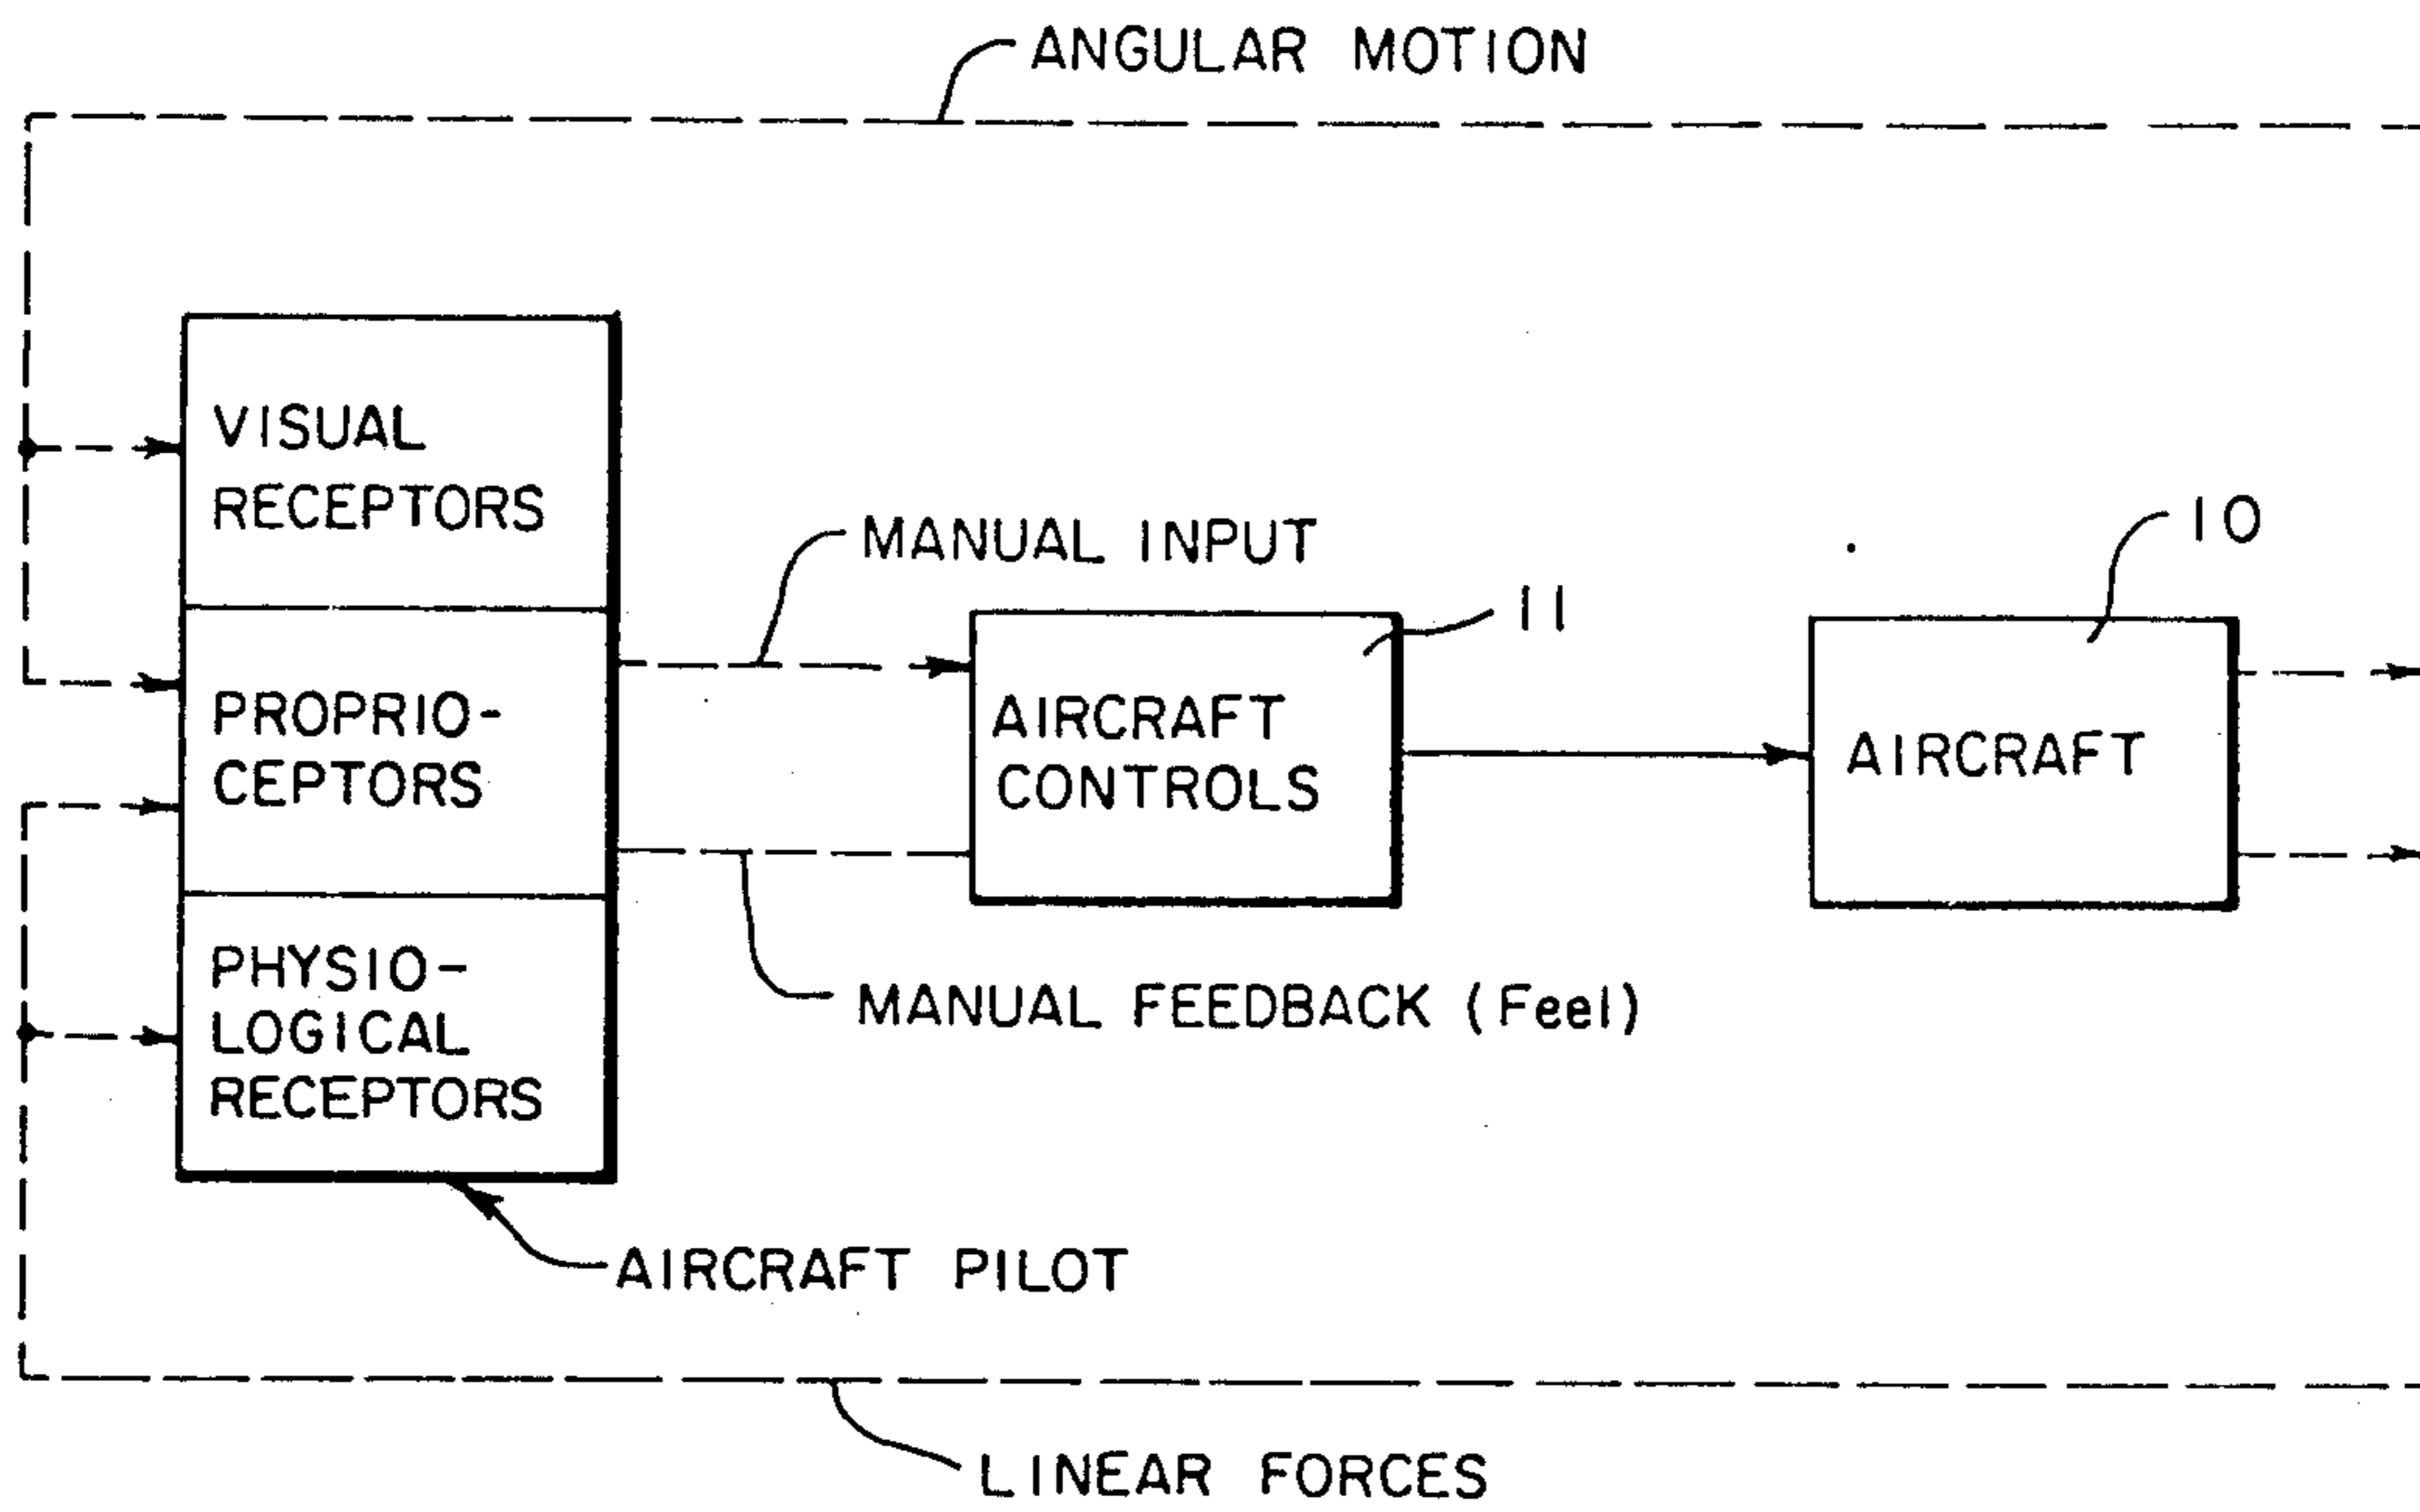 ANGULAR MOTION
VISUAL
RECEPTORS
PROPRIO-
CEPTORS
PHYSIO-
LOGICAL
RECEPTORS
MANUAL INPUT
11
10
AIRCRAFT
CONTROLS
AIRCRAFT
MANUAL FEEDBACK (Feel)
AIRCRAFT PILOT
LINEAR FORCES